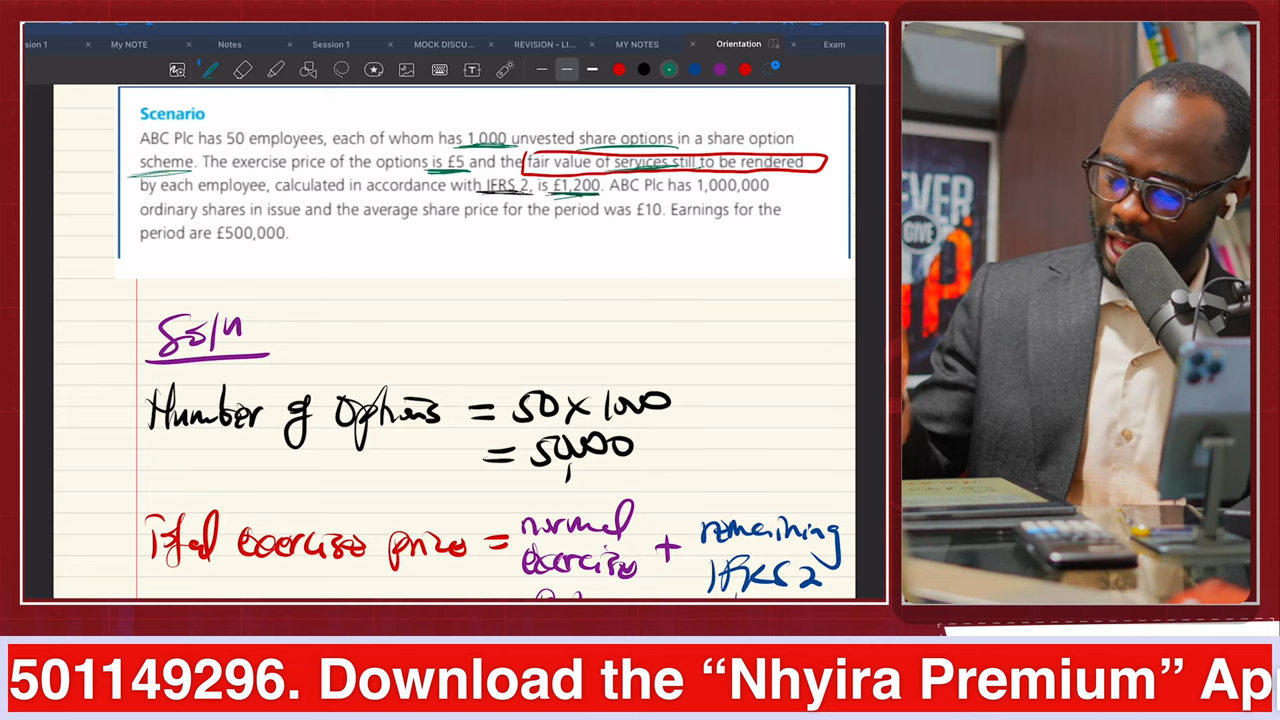 sion 1
My NOTE
Notes
Session 1
MOCK DISCU...
REVISION - LI...
MY NOTES
Orientation
Exam
Scenario
ABC Plc has 50 employees, each of whom has 1,000 unvested share options in a share option
scheme. The exercise price of the options is £5 and the fair value of services still to be rendered
by each employee, calculated in accordance with IFRS 2, is £1,200. ABC Plc has 1,000,000
ordinary shares in issue and the average share price for the period was £10. Earnings for the
period are £500,000.
Soln
Number of Options = 50 x 1000
= 50,000
Total exercise price = normal exercise + remaining IFRS 2
EVER
GIVE
UP
501149296. Download the “Nhyira Premium” Ap